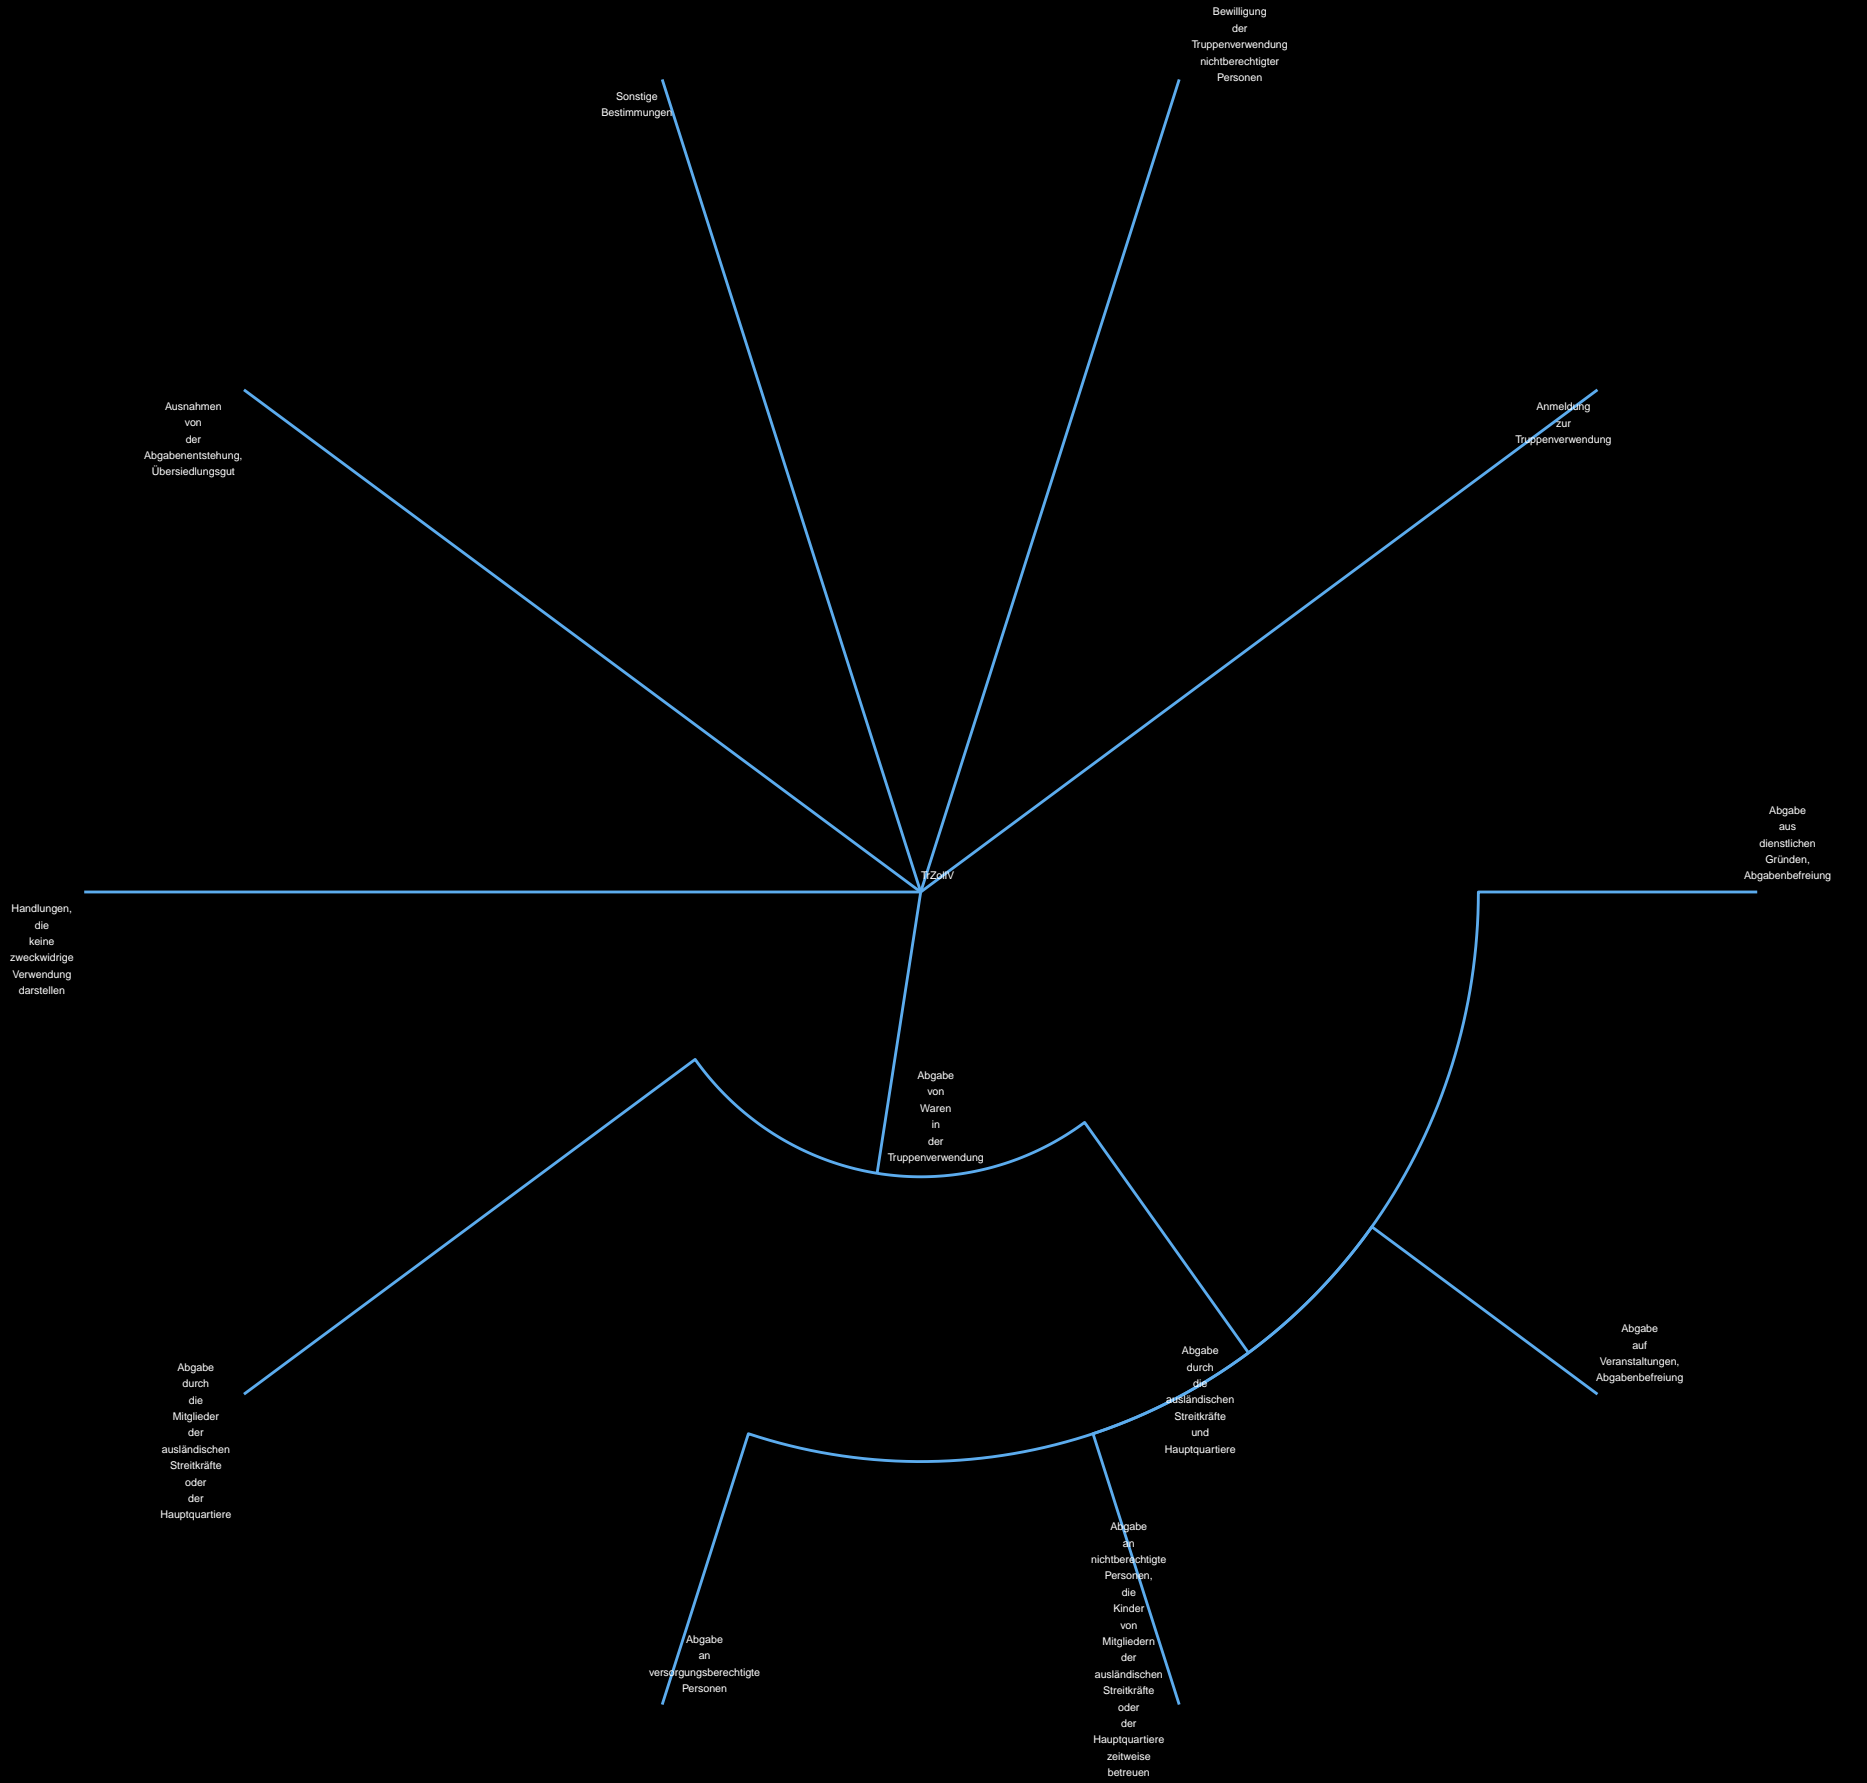 Bewilligung
der
Truppenverwendung
nichtberechtigter
Personen
Sonstige
Bestimmungen
Ausnahmen
von
der
Abgabenentstehung,
Übersiedlungsgut
Anmeldung
zur
Truppenverwendung
Abgabe
aus
dienstlichen
Gründen,
Abgabenbefreiung
TrZollV
Handlungen,
die
keine
zweckwidrige
Verwendung
darstellen
Abgabe
von
Waren
in
der
Truppenverwendung
Abgabe
auf
Veranstaltungen,
Abgabenbefreiung
Abgabe
durch
die
ausländischen
Streitkräfte
und
Hauptquartiere
Abgabe
durch
die
Mitglieder
der
ausländischen
Streitkräfte
oder
der
Hauptquartiere
Abgabe
an
nichtberechtigte
Personen,
die
Kinder
von
Mitgliedern
der
ausländischen
Streitkräfte
oder
der
Hauptquartiere
zeitweise
betreuen
Abgabe
an
versorgungsberechtigte
Personen